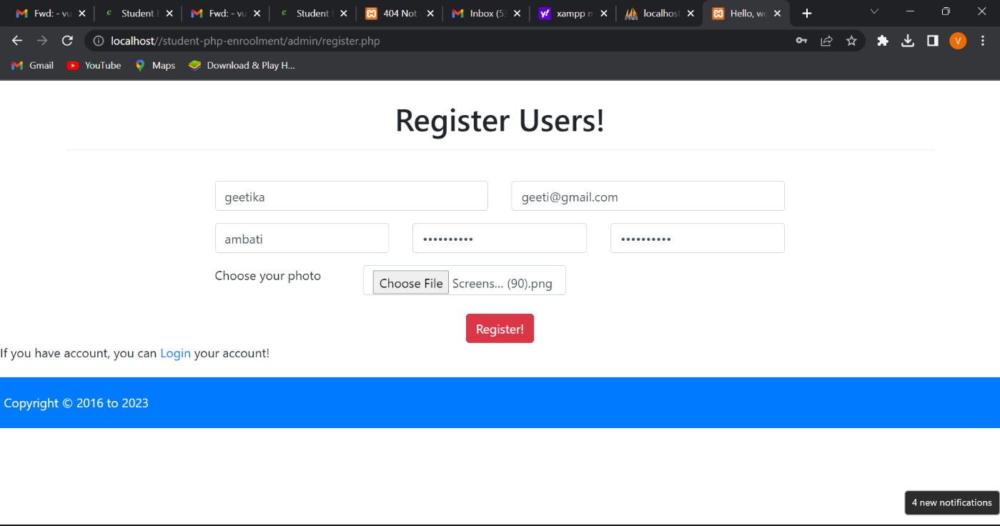 Fwd: - vu
Student
Fwd: - vu
Student
404 Not
Inbox (53
xampp m
localhost
Hello, wo
localhost//student-php-enroolment/admin/register.php
V
Gmail
YouTube
Maps
Download & Play H...
Register Users!
geetika
geeti@gmail.com
ambati
••••••••••
••••••••••
Choose your photo
Choose File Screens... (90).png
Register!
If you have account, you can Login your account!
Copyright © 2016 to 2023
4 new notifications